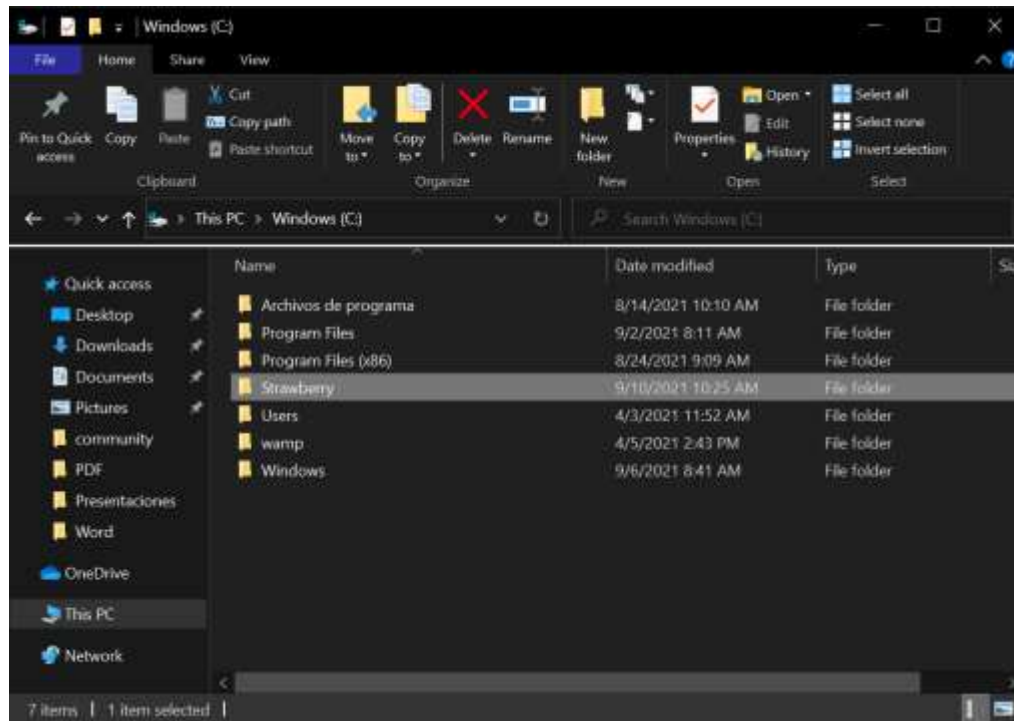 Windows (C:)
File Home Share View
Pin to Quick access
Copy
Paste
Cut
Copy path
Paste shortcut
Clipboard
Move to
Copy to
Delete
Rename
Organize
New folder
New
Properties
Open
Edit
History
Open
Select all
Select none
Invert selection
Select
This PC > Windows (C:)
Search Windows (C:)
Quick access
Desktop
Downloads
Documents
Pictures
community
PDF
Presentaciones
Word
OneDrive
This PC
Network
Name Date modified Type
Archivos de programa 8/14/2021 10:10 AM File folder
Program Files 9/2/2021 8:11 AM File folder
Program Files (x86) 8/24/2021 9:09 AM File folder
Strawberry 9/10/2021 10:25 AM File folder
Users 4/3/2021 11:52 AM File folder
wamp 4/5/2021 2:43 PM File folder
Windows 9/6/2021 8:41 AM File folder
7 items 1 item selected